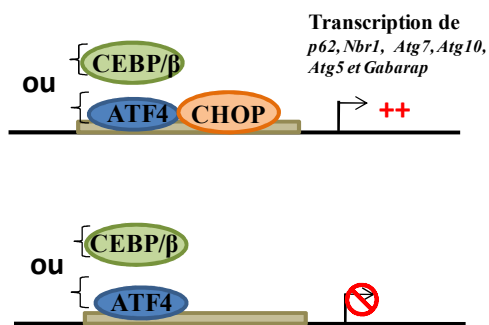 Transcription de
p62, Nbr1, Atg7, Atg10,
Atg5 et Gabarap
CEBP/β
ou
ATF4 CHOP
++
CEBP/β
ou
ATF4